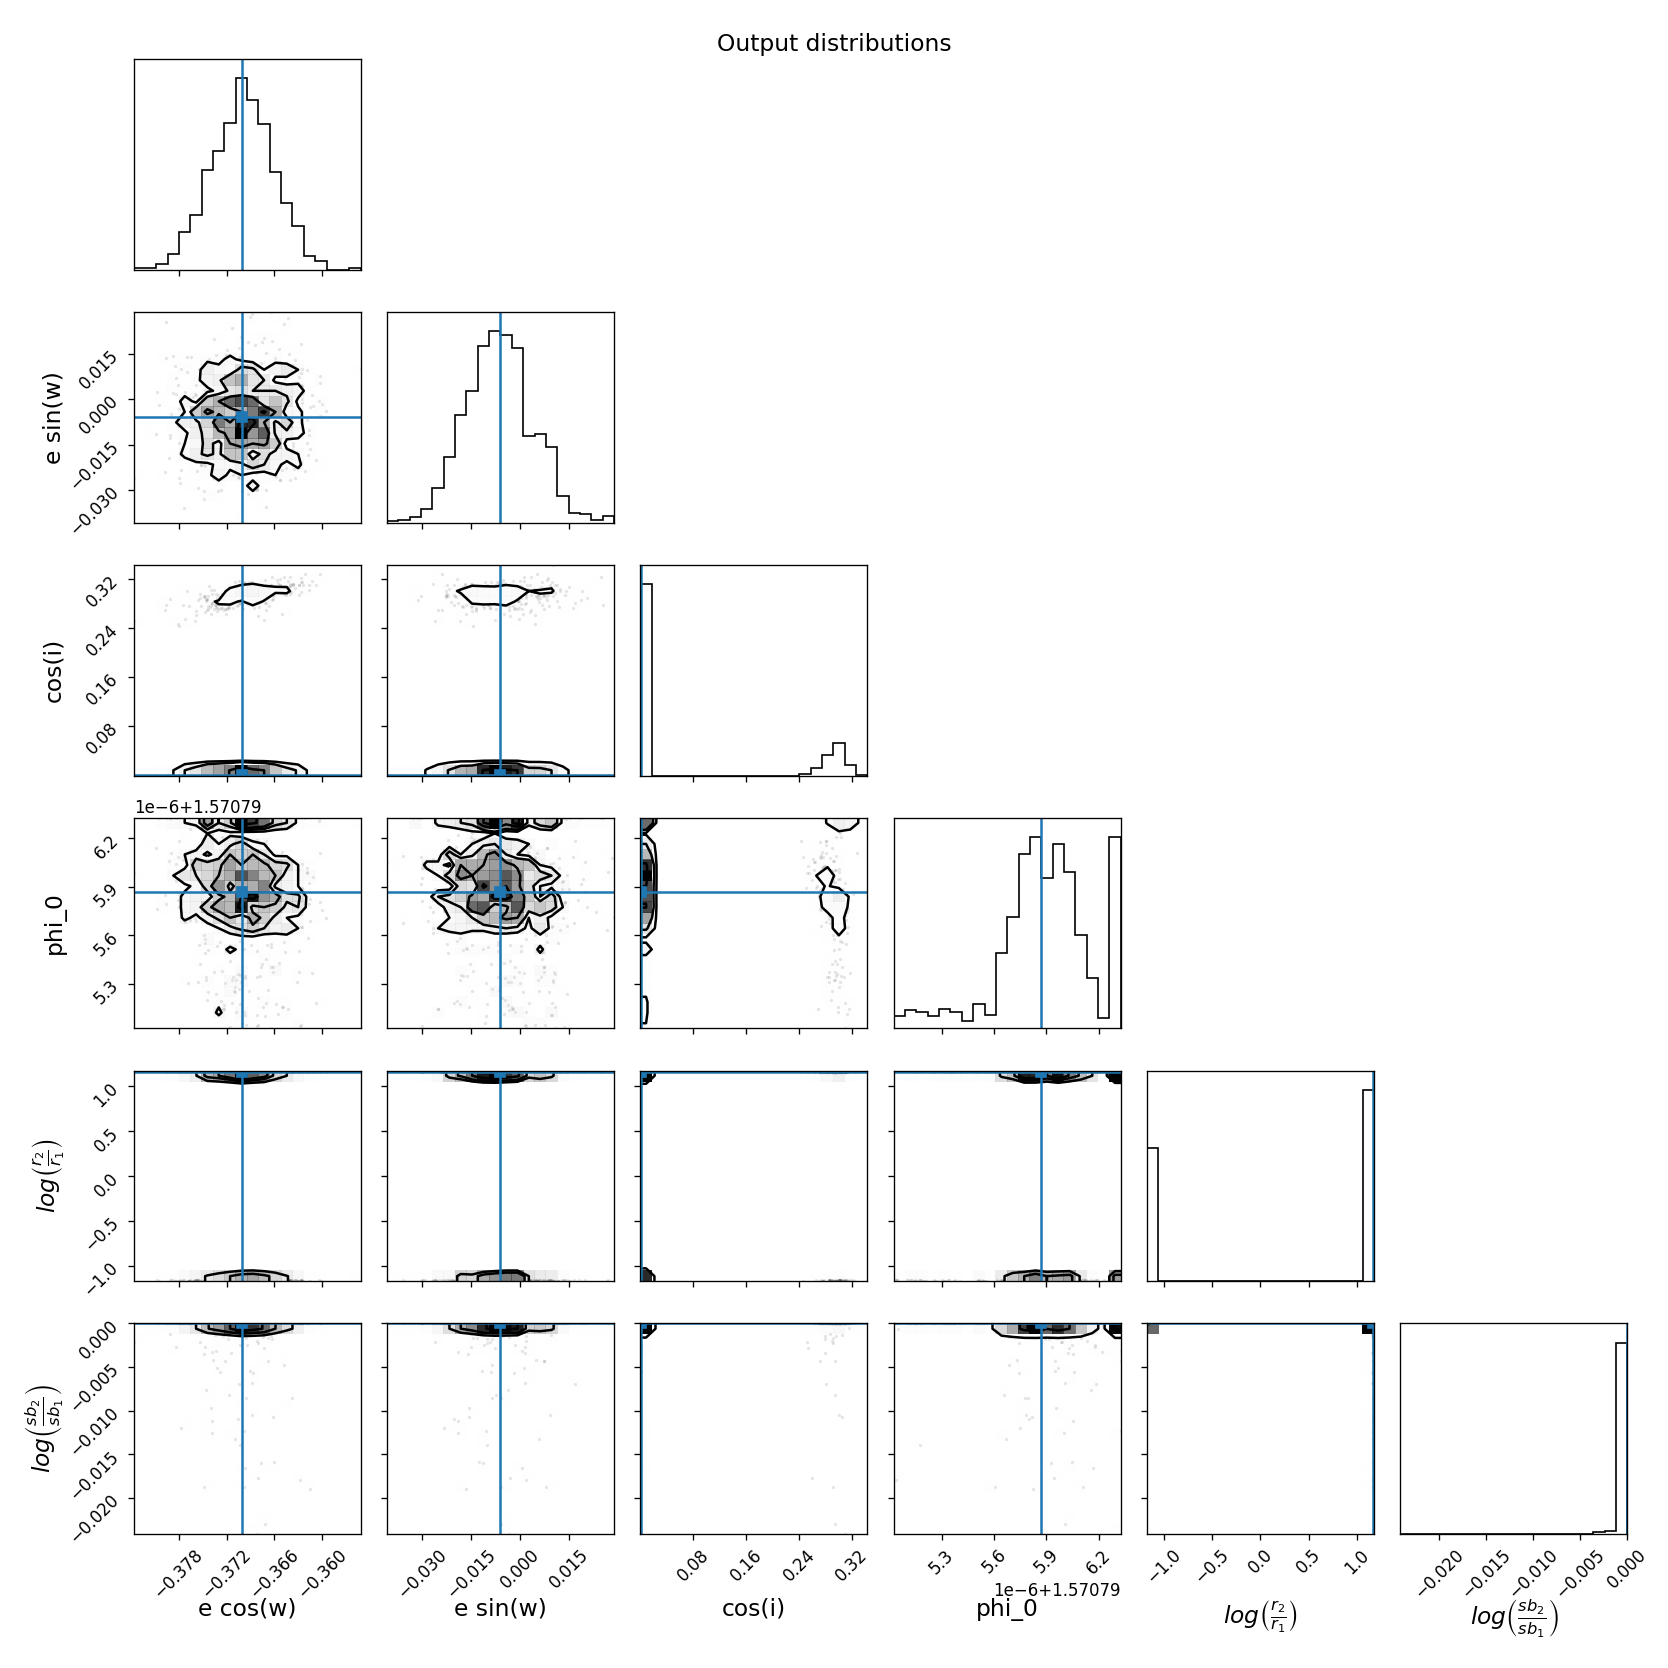 Output distributions
e sin(w)
0.015
0.000
−0.015
−0.030
cos(i)
0.32
0.24
0.16
0.08
1e−6+1.57079
phi_0
6.2
5.9
5.6
5.3
log(r₂/r₁)
1.0
0.5
0.0
−0.5
−1.0
log(sb₂/sb₁)
0.000
−0.005
−0.010
−0.015
−0.020
−0.378 −0.372 −0.366 −0.360
e cos(w)
−0.030 −0.015 0.000 0.015
e sin(w)
0.08 0.16 0.24 0.32
cos(i)
5.3 5.6 5.9 6.2
1e−6+1.57079
phi_0
−1.0 −0.5 0.0 0.5 1.0
log(r₂/r₁)
−0.020 −0.015 −0.010 −0.005 0.000
log(sb₂/sb₁)